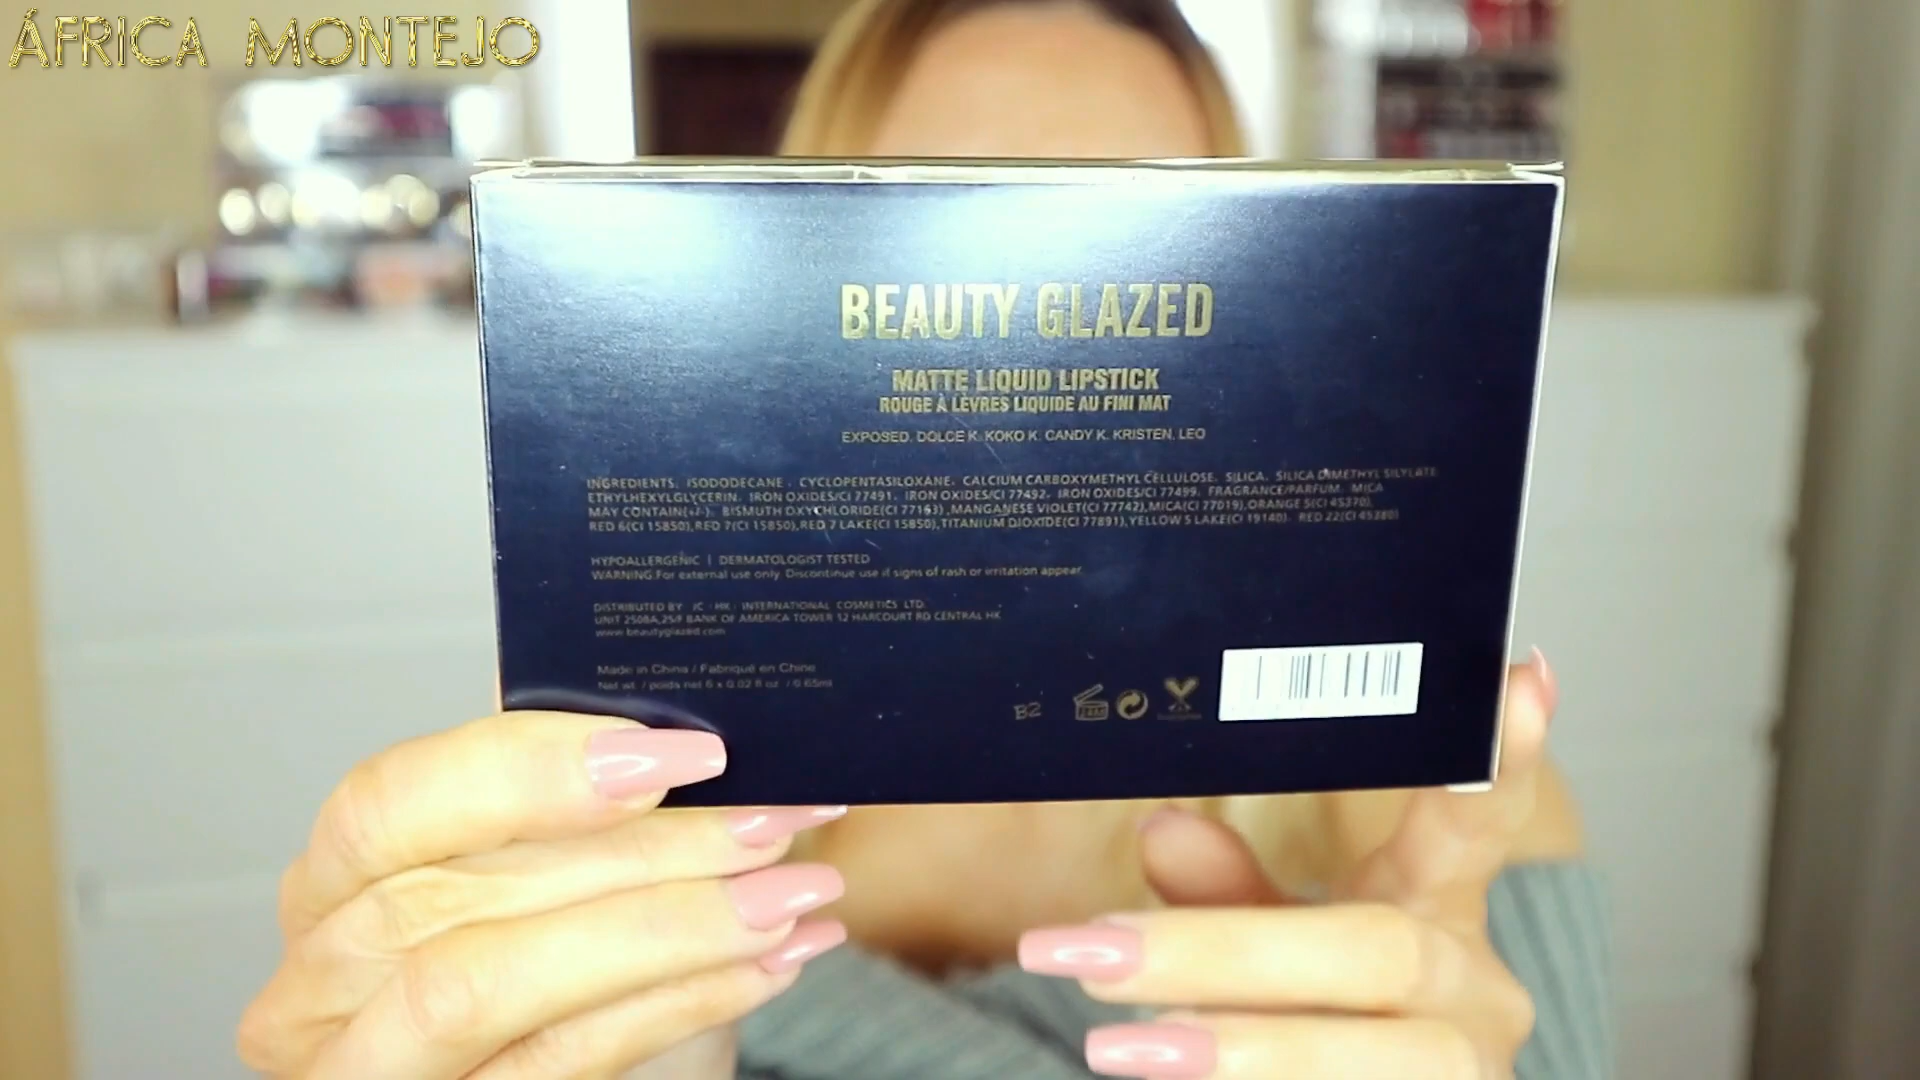 ÁFRICA MONTEJO
BEAUTY GLAZED
MATTE LIQUID LIPSTICK
ROUGE À LÈVRES LIQUIDE AU FINI MAT
EXPOSED. DOLCE K. KOKO K. CANDY K. KRISTEN. LEO
INGREDIENTS. ISODODECANE . CYCLOPENTASILOXANE. CALCIUM CARBOXYMETHYL CELLULOSE. SILICA. SILICA DIMETHYL SILYLATE
ETHYLHEXYLGLYCERIN. IRON OXIDES/CI 77491. IRON OXIDES/CI 77492. IRON OXIDES/CI 77499. FRAGRANCE/PARFUM. MICA
MAY CONTAIN(+/-). BISMUTH OXYCHLORIDE(CI 77163) ,MANGANESE VIOLET(CI 77742),MICA(CI 77019),ORANGE 5(CI 45370).
RED 6(CI 15850),RED 7(CI 15850),RED 7 LAKE(CI 15850),TITANIUM DIOXIDE(CI 77891),YELLOW 5 LAKE(CI 19140). RED 22(CI 45380)
HYPOALLERGENIC | DERMATOLOGIST TESTED
WARNING:For external use only. Discontinue use if signs of rash or irritation appear.
DISTRIBUTED BY JC · HK · INTERNATIONAL COSMETICS LTD.
UNIT 2508A,25/F BANK OF AMERICA TOWER 12 HARCOURT RD CENTRAL HK
www.beautyglazed.com
Made in China / Fabriqué en Chine
Net wt. / poids net 6 x 0.02 fl oz. / 0.65ml
B2
24M